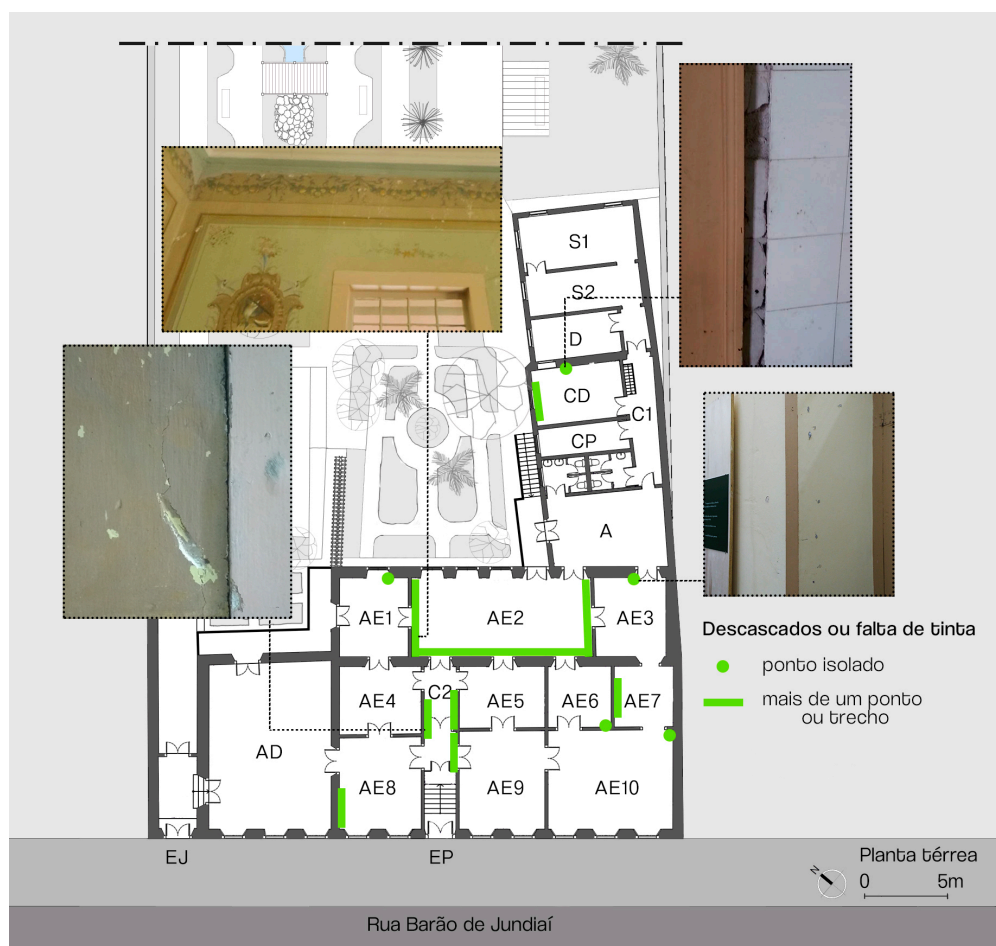 S1
S2
D
CD
C1
CP
A
AE1
AE2
AE3
Descascados ou falta de tinta
ponto isolado
mais de um ponto
ou trecho
AE4
C2
AE5
AE6
AE7
AD
AE8
AE9
AE10
EJ
EP
Planta térrea
N
0
5m
Rua Barão de Jundiaí